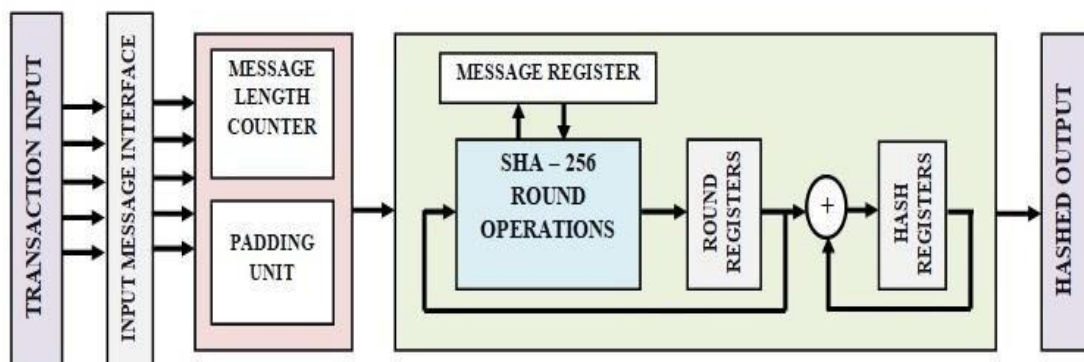 TRANSACTION INPUT
INPUT MESSAGE INTERFACE
MESSAGE
LENGTH
COUNTER
PADDING
UNIT
MESSAGE REGISTER
SHA – 256
ROUND
OPERATIONS
ROUND
REGISTERS
+
HASH
REGISTERS
HASHED OUTPUT